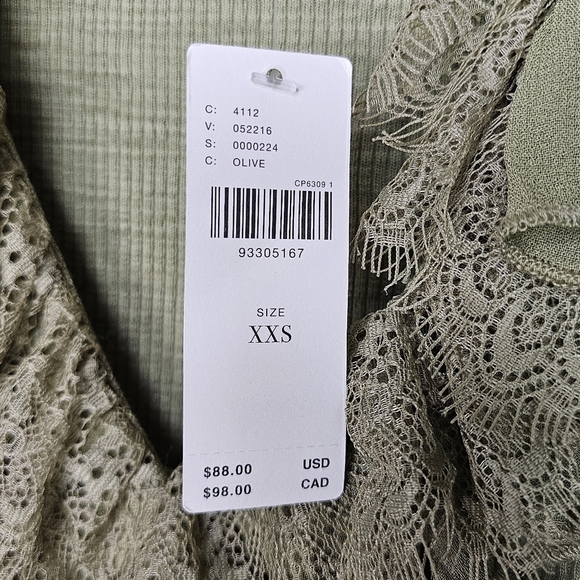 C: 4112
V: 052216
S: 0000224
C: OLIVE
CP6309 1
93305167
SIZE
XXS
$88.00 USD
$98.00 CAD